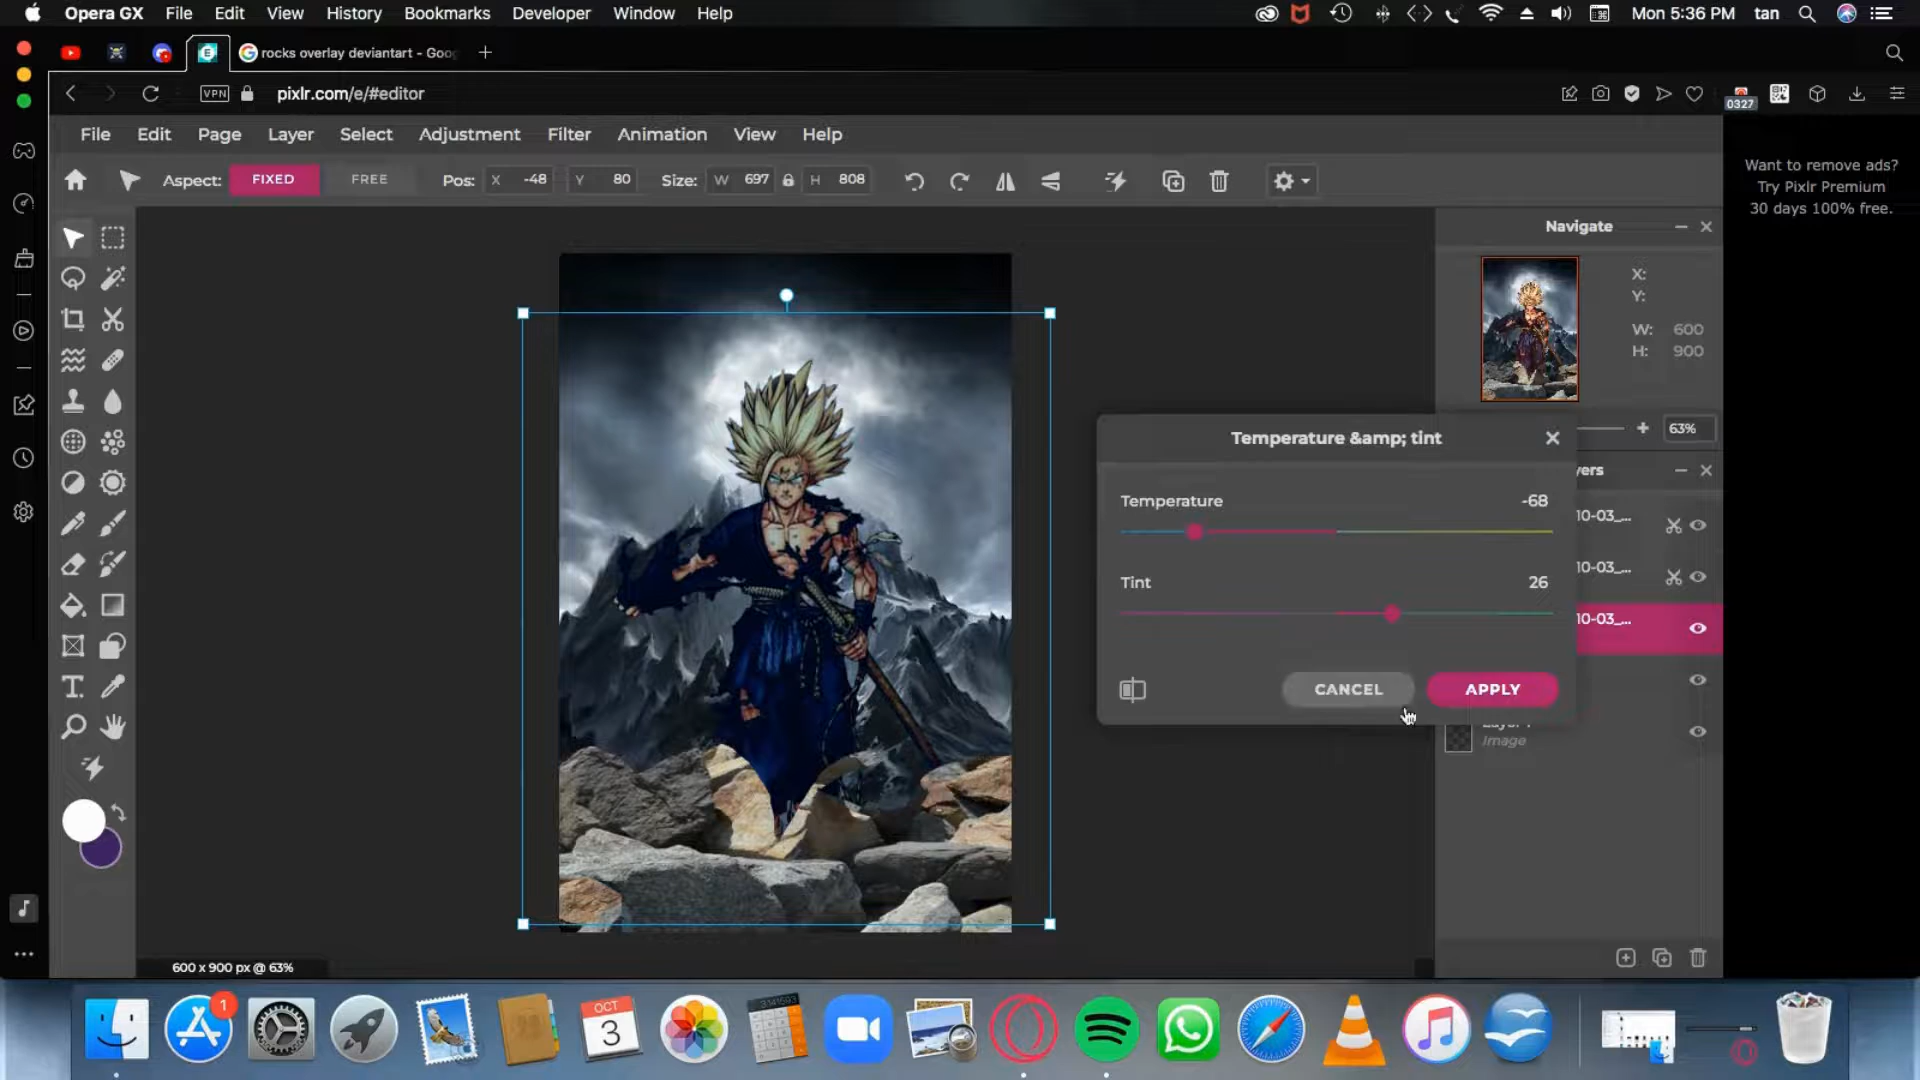 Opera GX File Edit View History Bookmarks Developer Window Help Mon 5:36 PM tan
rocks overlay deviantart - Goo
VPN pixlr.com/e/#editor 0327
File Edit Page Layer Select Adjustment Filter Animation View Help
Aspect: FIXED FREE Pos: X -48 Y 80 Size: W 697 H 808
Want to remove ads?
Try Pixlr Premium
30 days 100% free.
Navigate
X:
Y:
W: 600
H: 900
63%
Temperature &amp; tint
Temperature -68
Tint 26
CANCEL APPLY
yers
10-03_...
10-03_...
10-03_...
Image
600 x 900 px @ 63%
1
OCT
3